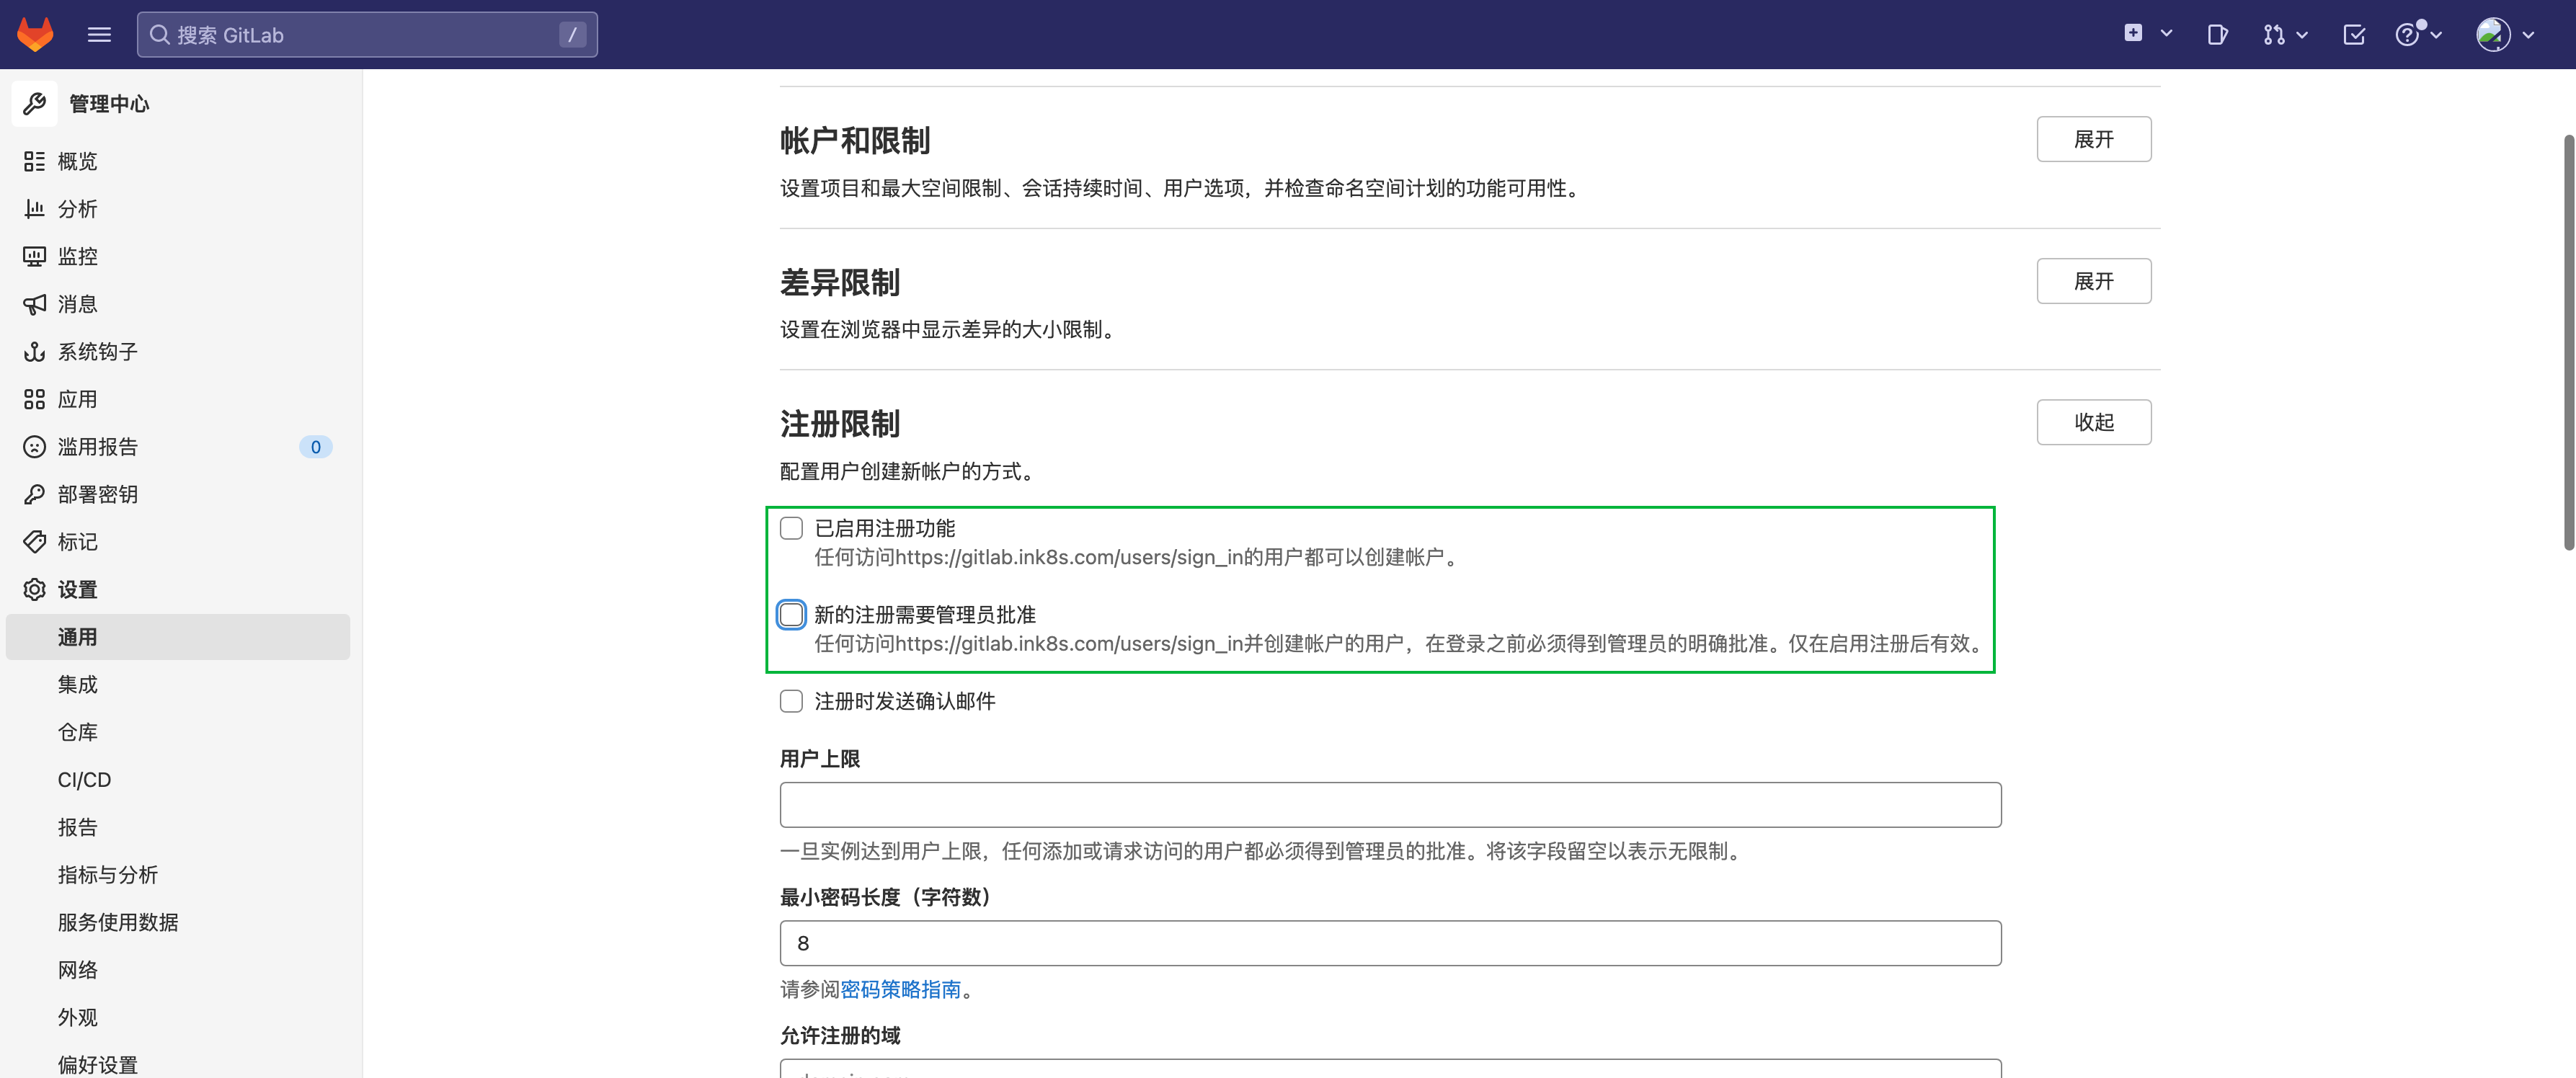 搜索 GitLab
/
管理中心
概览
分析
监控
消息
系统钩子
应用
滥用报告
0
部署密钥
标记
设置
通用
集成
仓库
CI/CD
报告
指标与分析
服务使用数据
网络
外观
偏好设置
帐户和限制
展开
设置项目和最大空间限制、会话持续时间、用户选项，并检查命名空间计划的功能可用性。
差异限制
展开
设置在浏览器中显示差异的大小限制。
注册限制
收起
配置用户创建新帐户的方式。
已启用注册功能
任何访问https://gitlab.ink8s.com/users/sign_in的用户都可以创建帐户。
新的注册需要管理员批准
任何访问https://gitlab.ink8s.com/users/sign_in并创建帐户的用户，在登录之前必须得到管理员的明确批准。仅在启用注册后有效。
注册时发送确认邮件
用户上限
一旦实例达到用户上限，任何添加或请求访问的用户都必须得到管理员的批准。将该字段留空以表示无限制。
最小密码长度（字符数）
8
请参阅密码策略指南。
允许注册的域